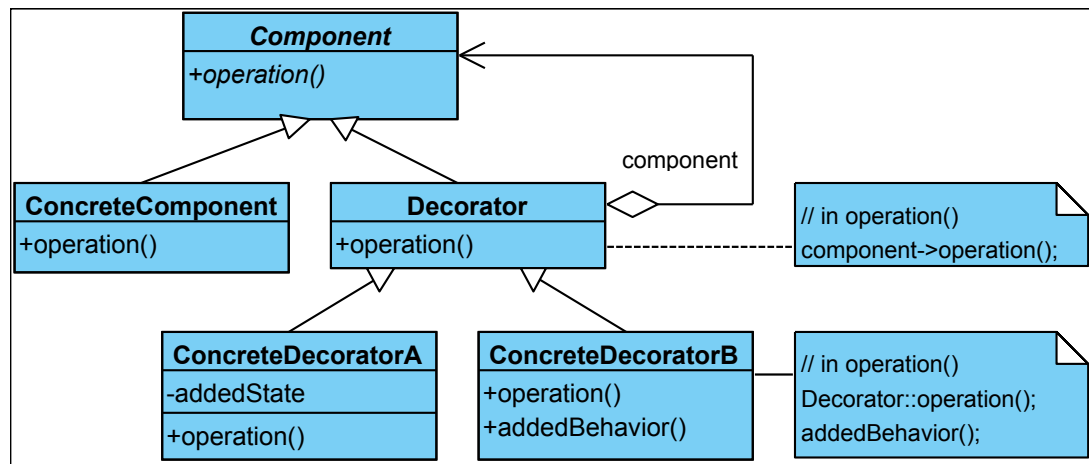 Component
+operation()
component
ConcreteComponent
+operation()
Decorator
+operation()
// in operation()
component->operation();
ConcreteDecoratorA
-addedState
+operation()
ConcreteDecoratorB
+operation()
+addedBehavior()
// in operation()
Decorator::operation();
addedBehavior();